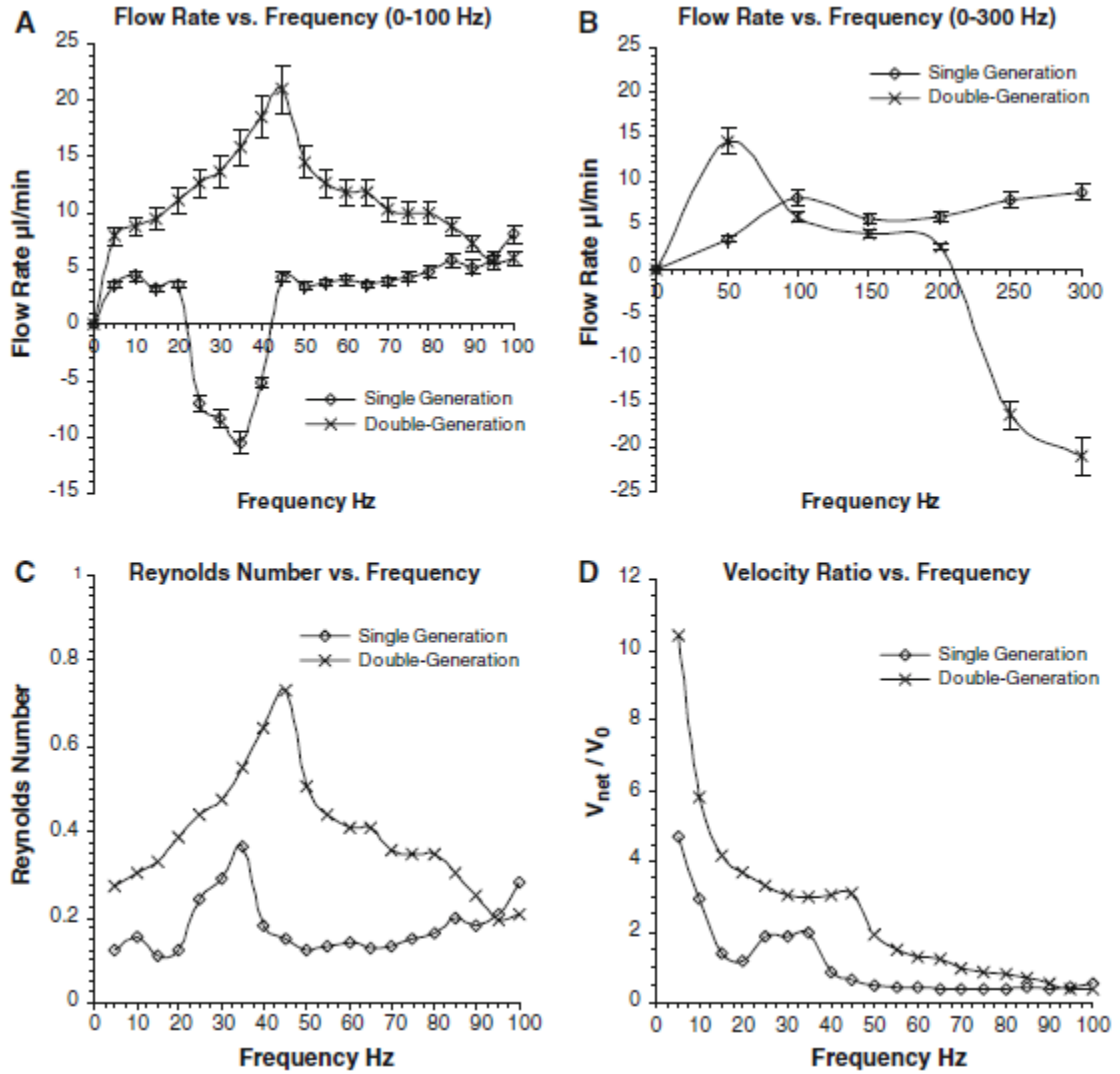 A
Flow Rate vs. Frequency (0-100 Hz)
25
20
15
10
5
0
-5
-10
-15
Flow Rate µl/min
0 10 20 30 40 50 60 70 80 90 100
Single Generation
Double-Generation
Frequency Hz
B
Flow Rate vs. Frequency (0-300 Hz)
25
20
15
10
5
0
-5
-10
-15
-20
-25
Flow Rate µl/min
Single Generation
Double-Generation
0 50 100 150 200 250 300
Frequency Hz
C
Reynolds Number vs. Frequency
1
0.8
0.6
0.4
0.2
0
Reynolds Number
Single Generation
Double-Generation
0 10 20 30 40 50 60 70 80 90 100
Frequency Hz
D
Velocity Ratio vs. Frequency
12
10
8
6
4
2
0
Vnet / V0
Single Generation
Double-Generation
0 10 20 30 40 50 60 70 80 90 100
Frequency Hz